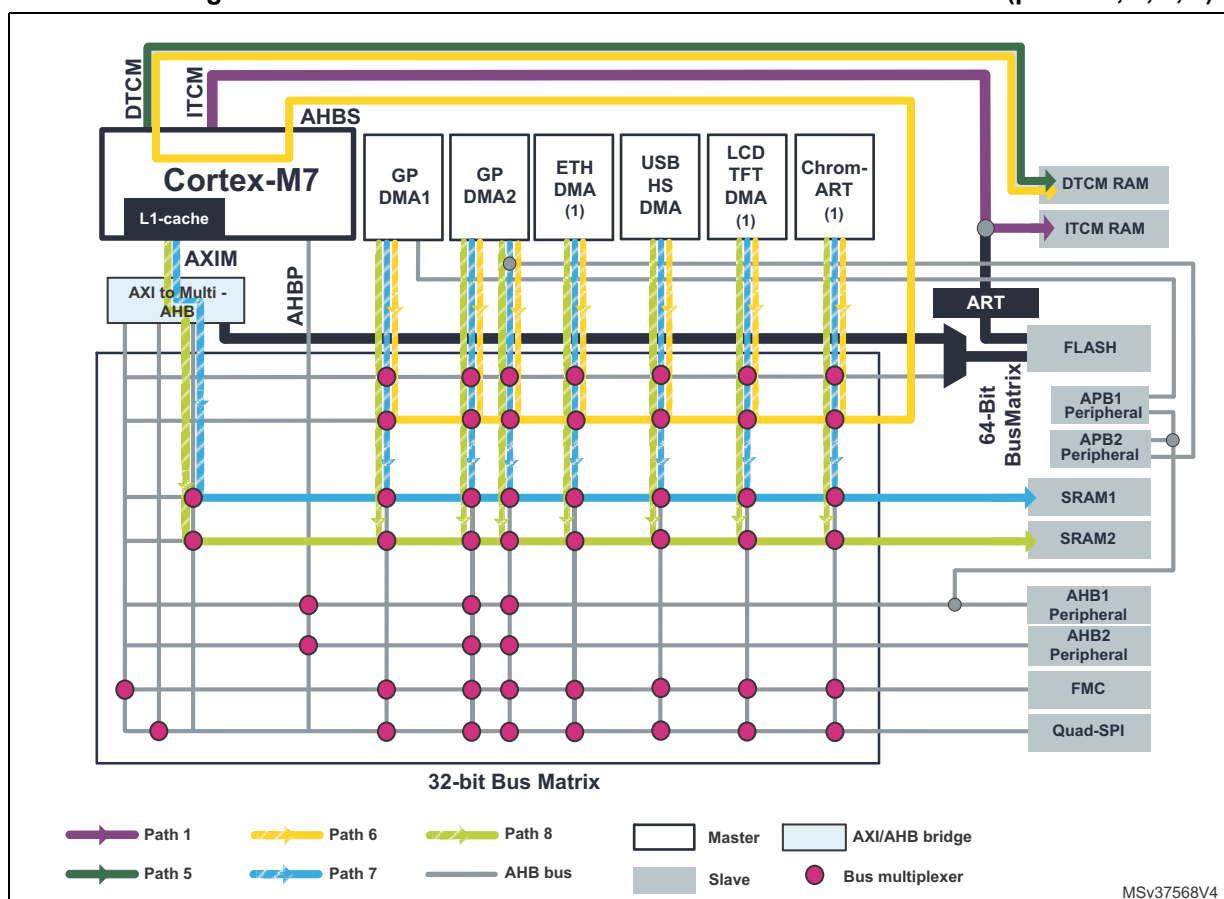 DTCM
ITCM
AHBS
Cortex-M7
L1-cache
AXIM
AXI to Multi -
AHB
AHBP
GP
DMA1
GP
DMA2
ETH
DMA
(1)
USB
HS
DMA
LCD
TFT
DMA
(1)
Chrom-
ART
(1)
DTCM RAM
ITCM RAM
ART
FLASH
64-Bit
BusMatrix
APB1
Peripheral
APB2
Peripheral
SRAM1
SRAM2
AHB1
Peripheral
AHB2
Peripheral
FMC
Quad-SPI
32-bit Bus Matrix
Path 1
Path 6
Path 8
Master
AXI/AHB bridge
Path 5
Path 7
AHB bus
Slave
Bus multiplexer
MSv37568V4